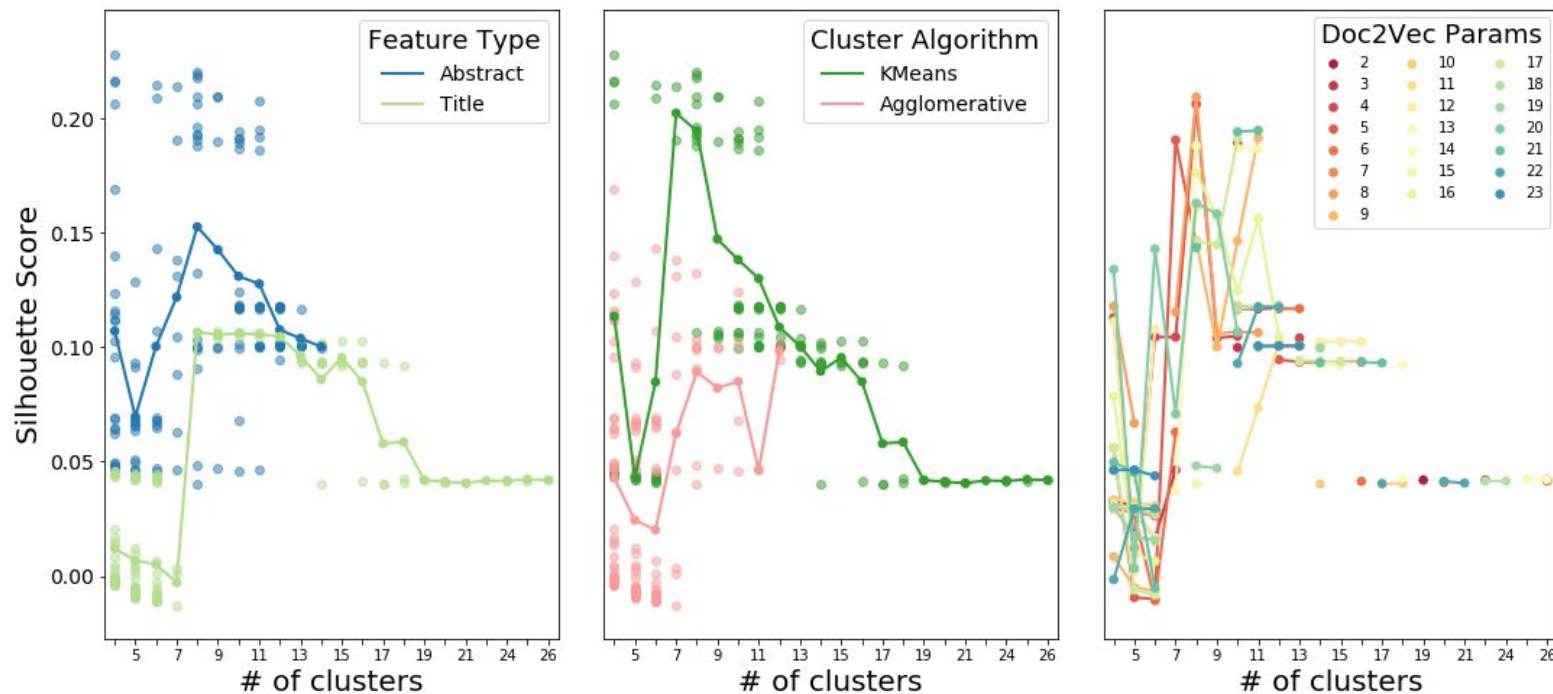 Silhouette Score
0.20
0.15
0.10
0.05
0.00
Feature Type
Abstract
Title
5 7 9 11 13 15 17 19 22 24 26
# of clusters
Cluster Algorithm
KMeans
Agglomerative
5 7 9 11 13 15 17 19 22 24 26
# of clusters
Doc2Vec Params
2 10 17
3 11 18
4 12 19
5 13 20
6 14 21
7 15 22
8 16 23
9
5 7 9 11 13 15 17 19 22 24 26
# of clusters